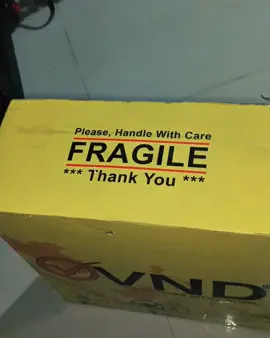 Please, Handle With Care
FRAGILE
*** Thank You ***
VND